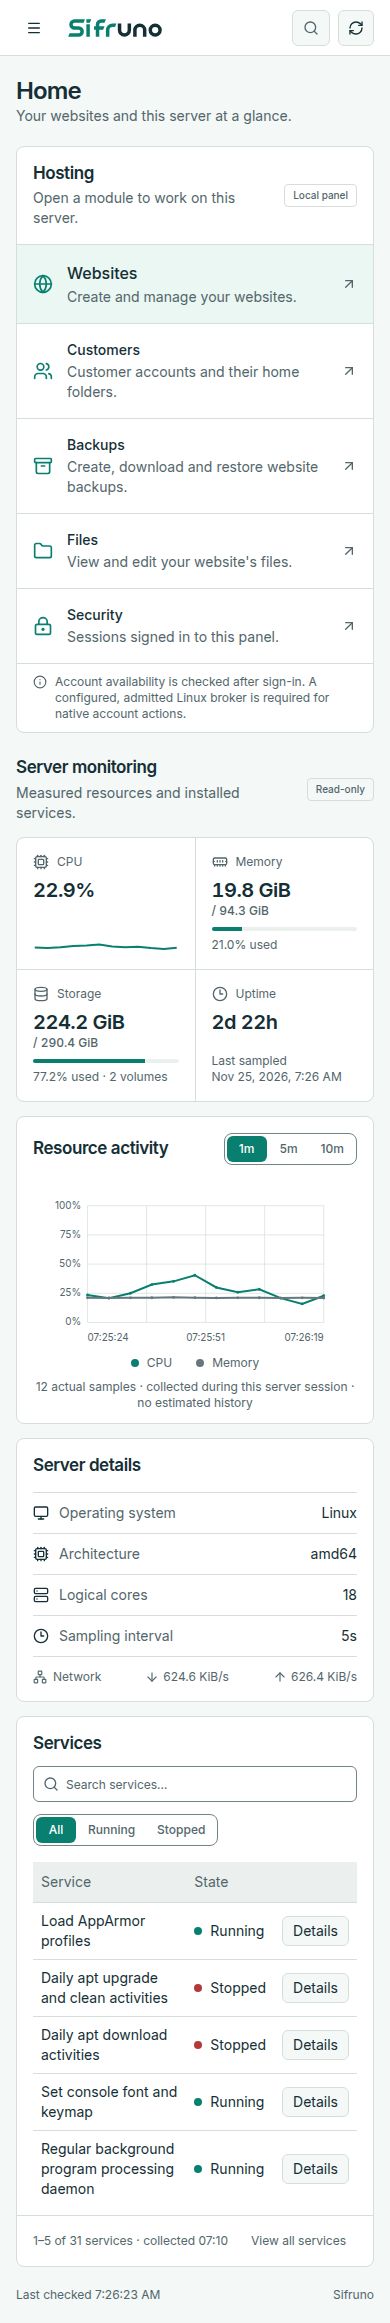 Sifruno
Home
Your websites and this server at a glance.
Hosting
Open a module to work on this
server.
Local panel
Websites
Create and manage your websites.
Customers
Customer accounts and their home
folders.
Backups
Create, download and restore website
backups.
Files
View and edit your website's files.
Security
Sessions signed in to this panel.
Account availability is checked after sign-in. A
configured, admitted Linux broker is required for
native account actions.
Server monitoring
Measured resources and installed
services.
Read-only
CPU
22.9%
Memory
19.8 GiB
/ 94.3 GiB
21.0% used
Storage
224.2 GiB
/ 290.4 GiB
77.2% used · 2 volumes
Uptime
2d 22h
Last sampled
Nov 25, 2026, 7:26 AM
Resource activity
1m 5m 10m
100%
75%
50%
25%
0%
07:25:24 07:25:51 07:26:19
CPU Memory
12 actual samples · collected during this server session ·
no estimated history
Server details
Operating system Linux
Architecture amd64
Logical cores 18
Sampling interval 5s
Network 624.6 KiB/s 626.4 KiB/s
Services
Search services...
All Running Stopped
Service State
Load AppArmor
profiles
Running Details
Daily apt upgrade
and clean activities
Stopped Details
Daily apt download
activities
Stopped Details
Set console font and
keymap
Running Details
Regular background
program processing
daemon
Running Details
1–5 of 31 services · collected 07:10 View all services
Last checked 7:26:23 AM Sifruno